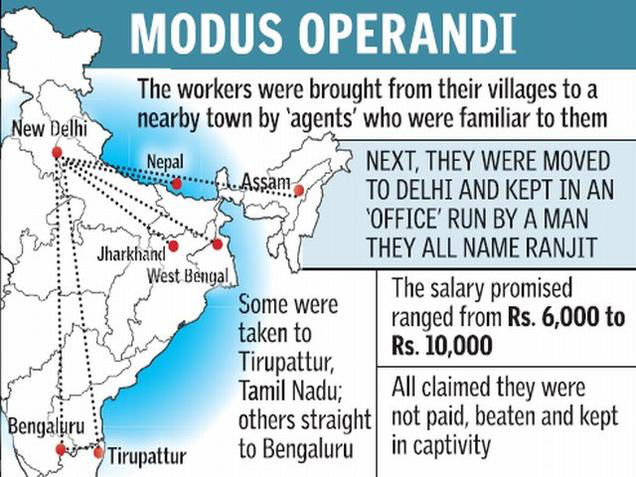 MODUS OPERANDI
The workers were brought from their villages to a
nearby town by ‘agents’ who were familiar to them
New Delhi
Nepal
Assam
Jharkhand
West Bengal
Bengaluru
Tirupattur
NEXT, THEY WERE MOVED
TO DELHI AND KEPT IN AN
‘OFFICE’ RUN BY A MAN
THEY ALL NAME RANJIT
Some were
taken to
Tirupattur,
Tamil Nadu;
others straight
to Bengaluru
The salary promised
ranged from Rs. 6,000 to
Rs. 10,000
All claimed they were
not paid, beaten and kept
in captivity